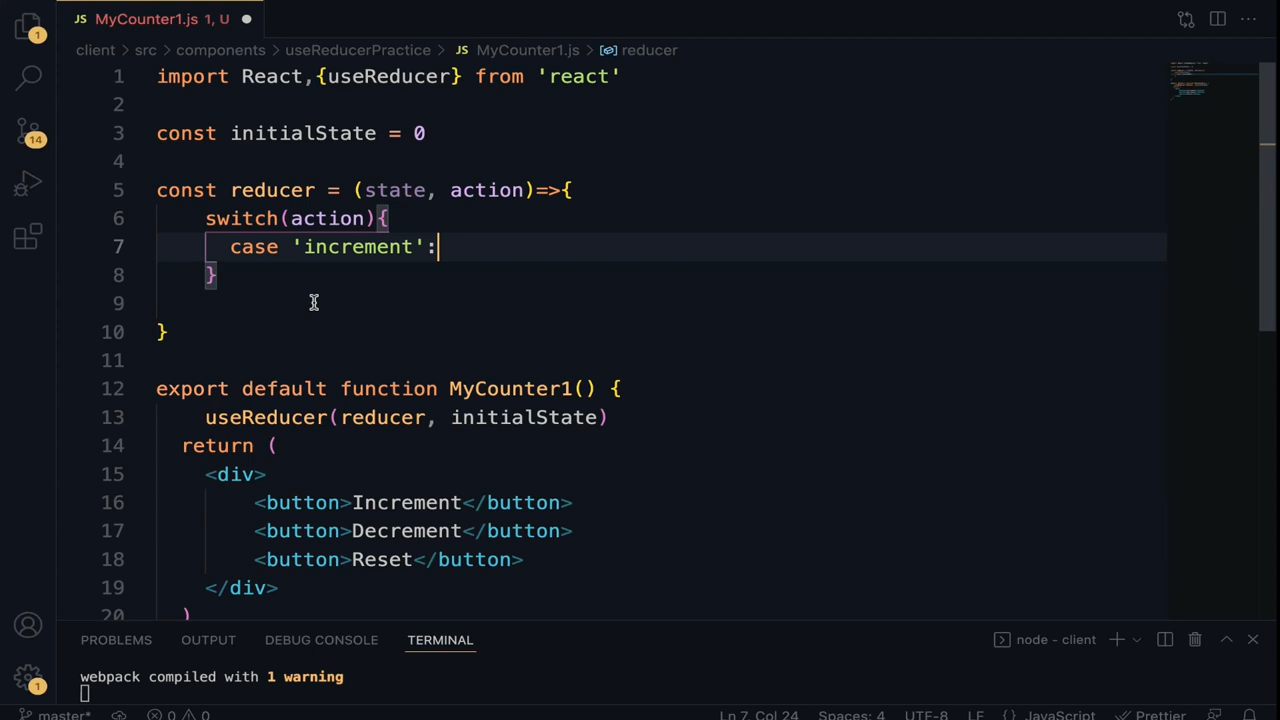 MyCounter1.js 1, U
1
client > src > components > useReducerPractice > JS MyCounter1.js > reducer
1 import React,{useReducer} from 'react'
2
3 const initialState = 0
4
5 const reducer = (state, action)=>{
6 switch(action){
7 case 'increment':
8 }
9
10 }
11
12 export default function MyCounter1() {
13 useReducer(reducer, initialState)
14 return (
15 <div>
16 <button>Increment</button>
17 <button>Decrement</button>
18 <button>Reset</button>
19 </div>
20 )
14
1
PROBLEMS OUTPUT DEBUG CONSOLE TERMINAL node - client
webpack compiled with 1 warning
master* 0 0 Ln 7, Col 24 Spaces: 4 UTF-8 LF {} JavaScript Prettier